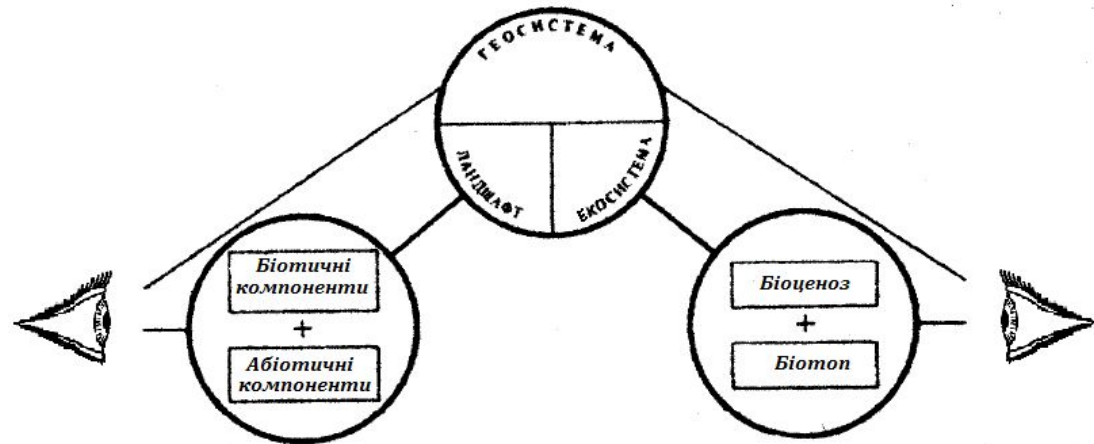 ГЕОСИСТЕМА
ЛАНДШАФТ
ЕКОСИСТЕМА
Біотичні
компоненти
+
Абіотичні
компоненти
Біоценоз
+
Біотоп